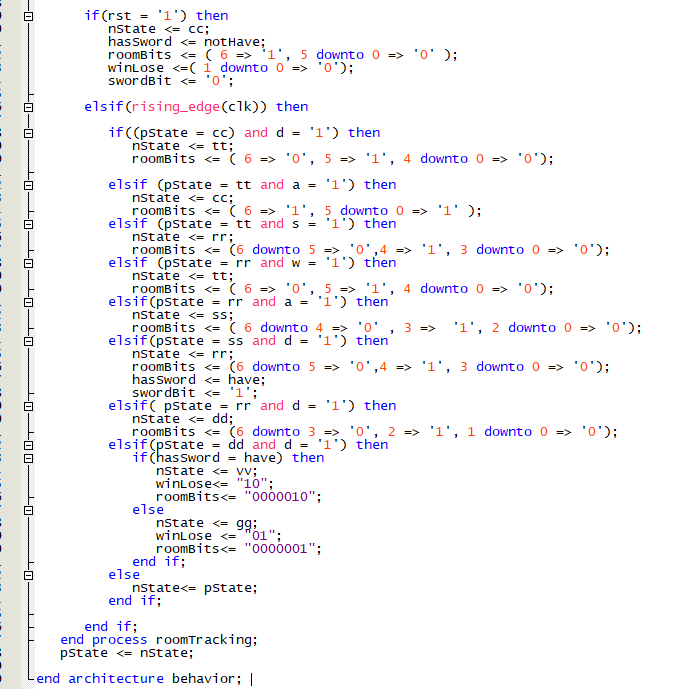 if(rst = '1') then
nState <= cc;
hasSword <= notHave;
roomBits <= ( 6 => '1', 5 downto 0 => '0' );
winLose <=( 1 downto 0 => '0');
swordBit <= '0';
elsif(rising_edge(clk)) then
if((pState = cc) and d = '1') then
nState <= tt;
roomBits <= ( 6 => '0', 5 => '1', 4 downto 0 => '0');
elsif (pState = tt and a = '1') then
nState <= cc;
roomBits <= ( 6 => '1', 5 downto 0 => '1' );
elsif (pState = tt and s = '1') then
nState <= rr;
roomBits <= (6 downto 5 => '0',4 => '1', 3 downto 0 => '0');
elsif (pState = rr and w = '1') then
nState <= tt;
roomBits <= ( 6 => '0', 5 => '1', 4 downto 0 => '0');
elsif(pState = rr and a = '1') then
nState <= ss;
roomBits <= ( 6 downto 4 => '0' , 3 =>  '1', 2 downto 0 => '0');
elsif(pState = ss and d = '1') then
nState <= rr;
roomBits <= (6 downto 5 => '0',4 => '1', 3 downto 0 => '0');
hasSword <= have;
swordBit <= '1';
elsif( pState = rr and d = '1') then
nState <= dd;
roomBits <= (6 downto 3 => '0', 2 => '1', 1 downto 0 => '0');
elsif(pState = dd and d = '1') then
if(hasSword = have) then
nState <= vv;
winLose<= "10";
roomBits<= "0000010";
else
nState <= gg;
winLose <= "01";
roomBits<= "0000001";
end if;
else
nState<= pState;
end if;
end if;
end process roomTracking;
pState <= nState;
end architecture behavior;